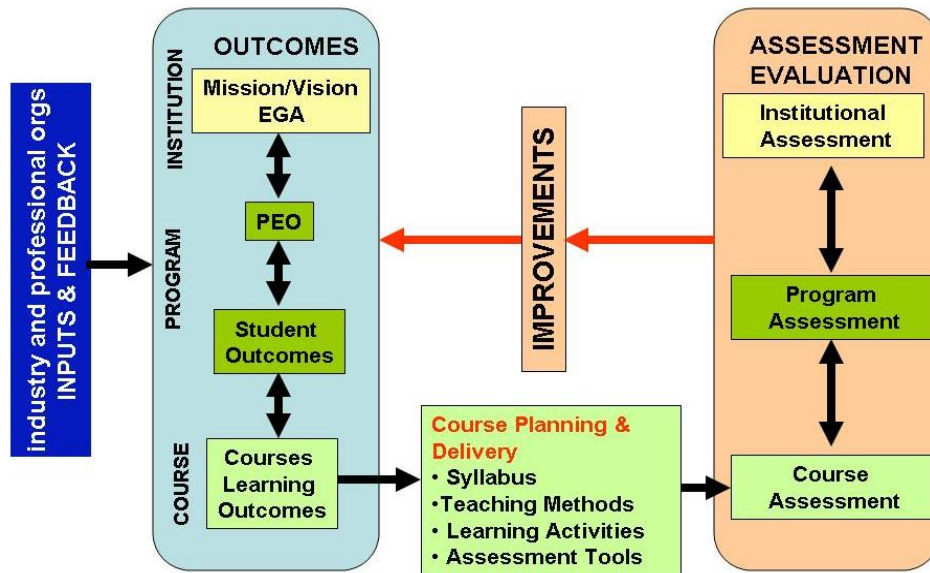 industry and professional orgs
INPUTS & FEEDBACK
OUTCOMES
INSTITUTION
Mission/Vision
EGA
PROGRAM
PEO
Student
Outcomes
COURSE
Courses
Learning
Outcomes
Course Planning &
Delivery
• Syllabus
•Teaching Methods
• Learning Activities
• Assessment Tools
IMPROVEMENTS
ASSESSMENT
EVALUATION
Institutional
Assessment
Program
Assessment
Course
Assessment